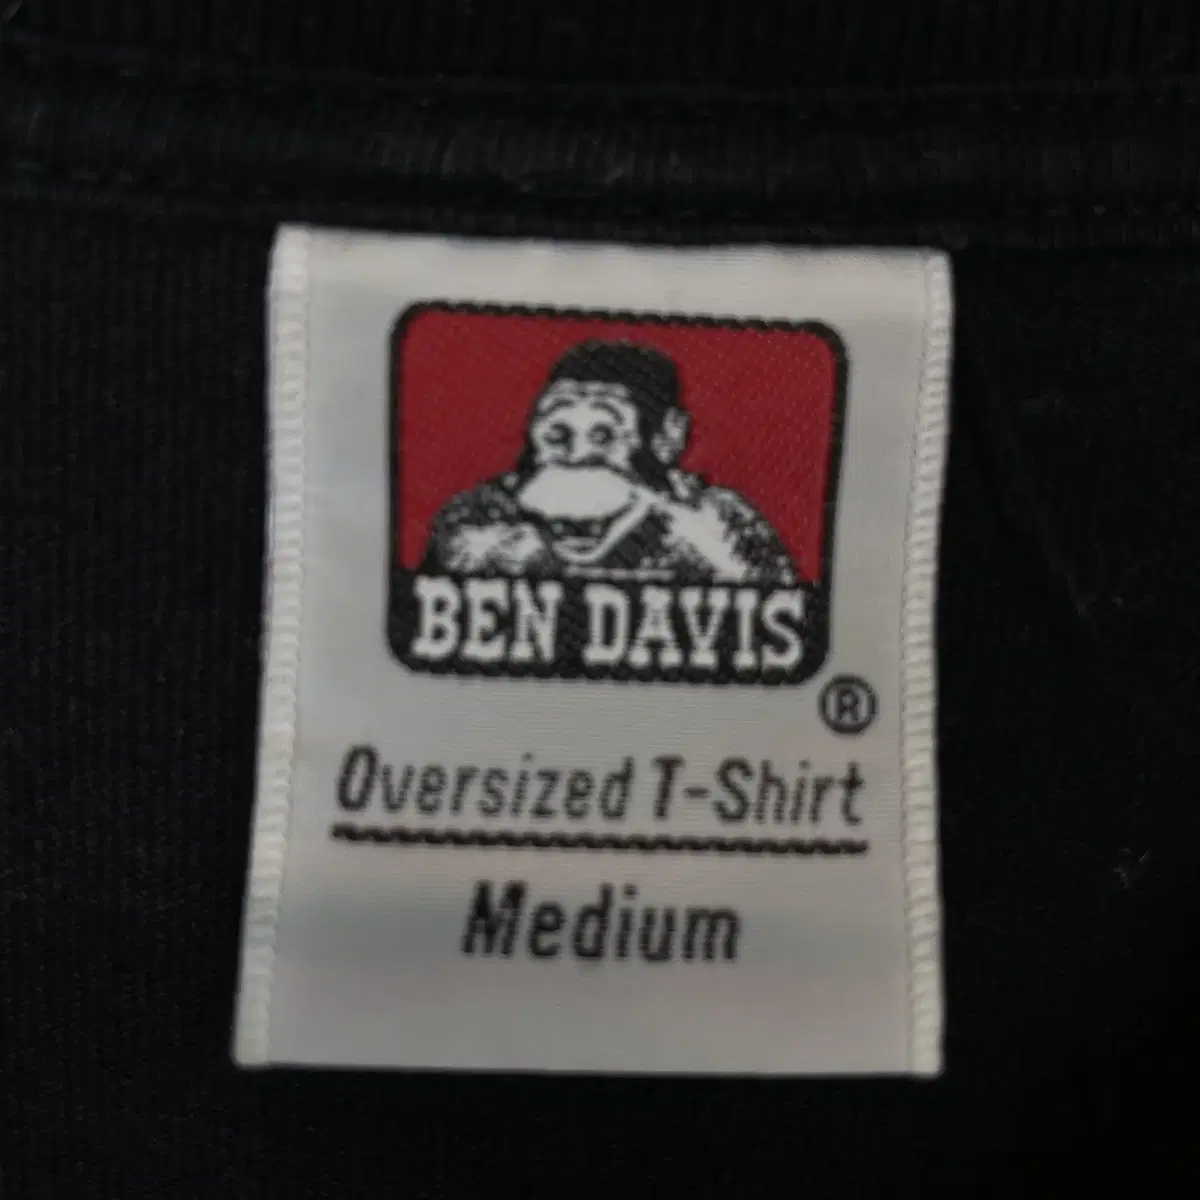 BEN DAVIS
®
Oversized T-Shirt
Medium